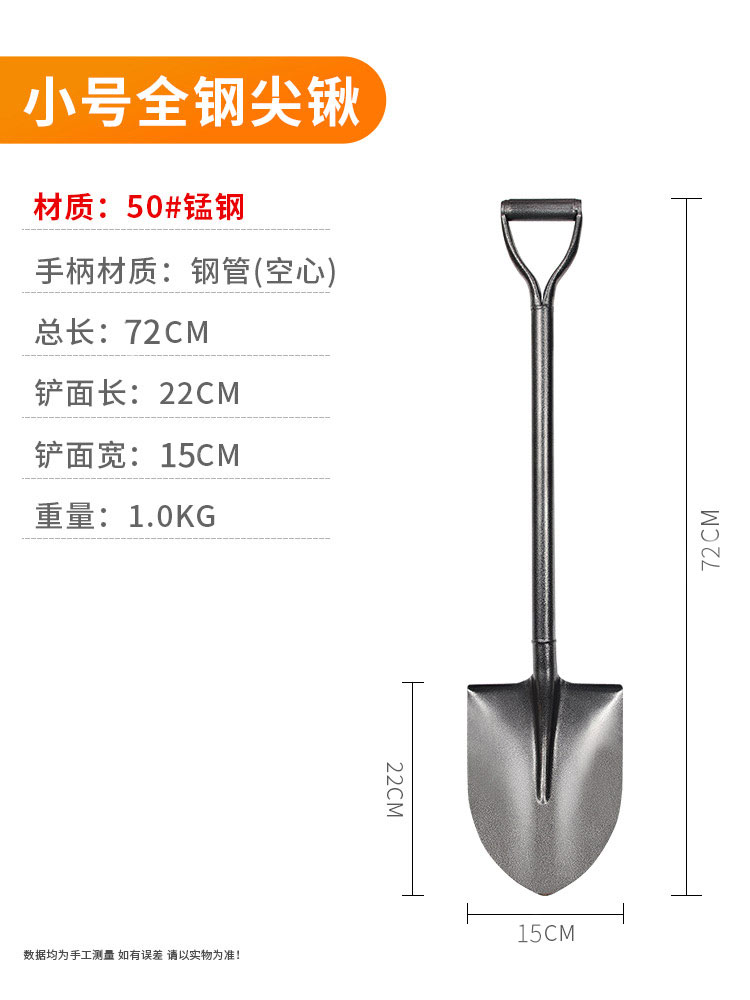 小号全钢尖锹
材质：50#锰钢
手柄材质：钢管(空心)
总长：72CM
铲面长：22CM
铲面宽：15CM
重量：1.0KG
72CM
22CM
15CM
数据均为手工测量 如有误差 请以实物为准！